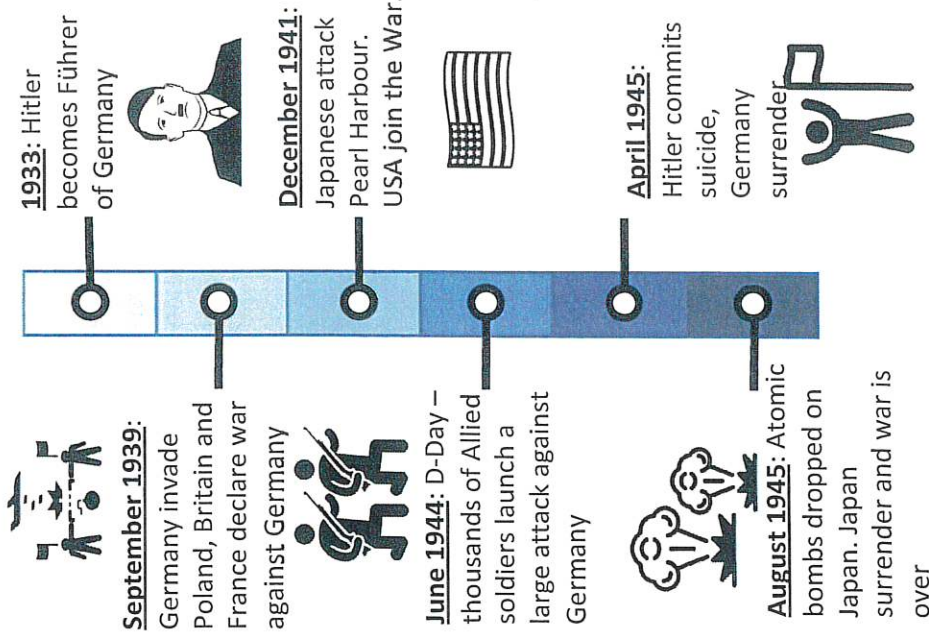 1933: Hitler
becomes Führer
of Germany
September 1939:
Germany invade
Poland, Britain and
France declare war
against Germany
December 1941:
Japanese attack
Pearl Harbour.
USA join the War.
June 1944: D-Day –
thousands of Allied
soldiers launch a
large attack against
Germany
April 1945:
Hitler commits
suicide,
Germany
surrender
August 1945: Atomic
bombs dropped on
Japan. Japan
surrender and war is
over